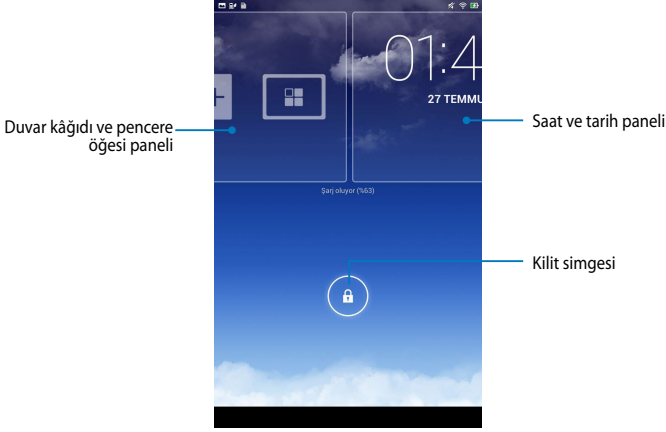 01:4
27 TEMMU
Duvar kâğıdı ve pencere
öğesi paneli
Saat ve tarih paneli
Şarj oluyor (%63)
Kilit simgesi